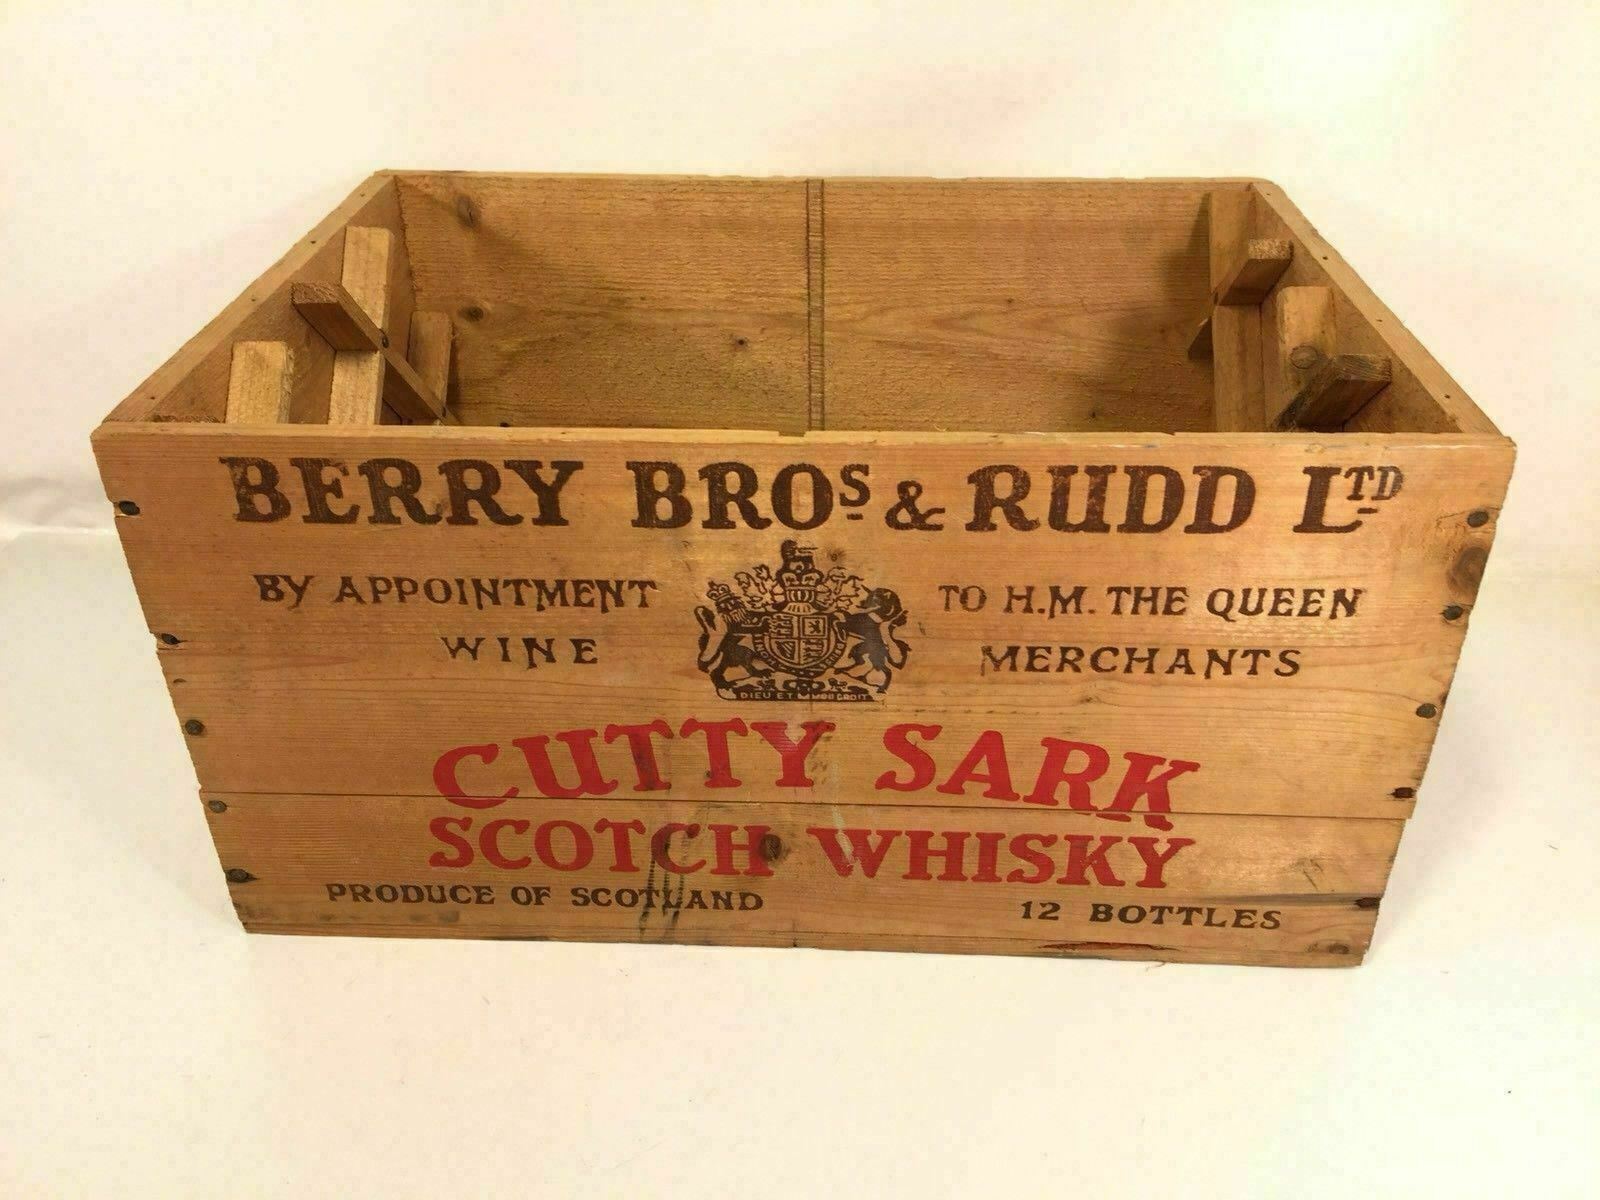 BERRY BROS & RUDD LTD
BY APPOINTMENT TO H.M. THE QUEEN
WINE MERCHANTS
DIEU ET MON DROIT
CUTTY SARK
SCOTCH WHISKY
PRODUCE OF SCOTLAND 12 BOTTLES